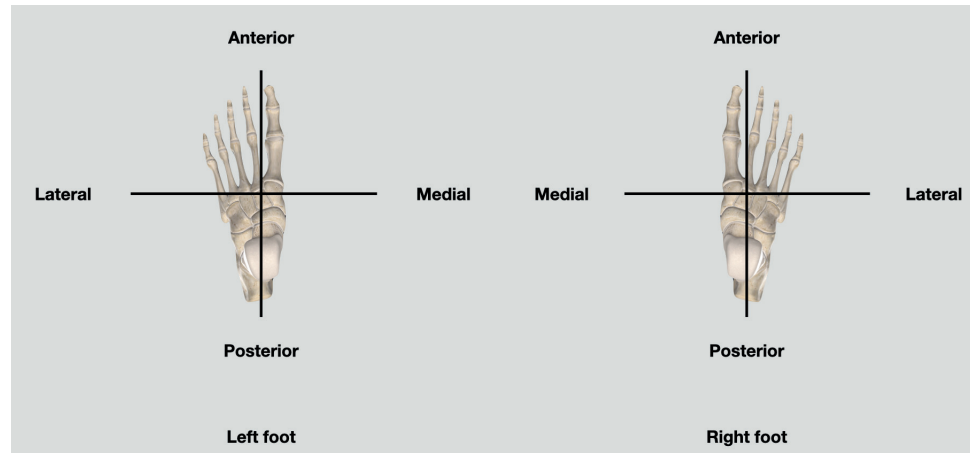 Anterior
Anterior
Lateral
Medial
Medial
Lateral
Posterior
Posterior
Left foot
Right foot